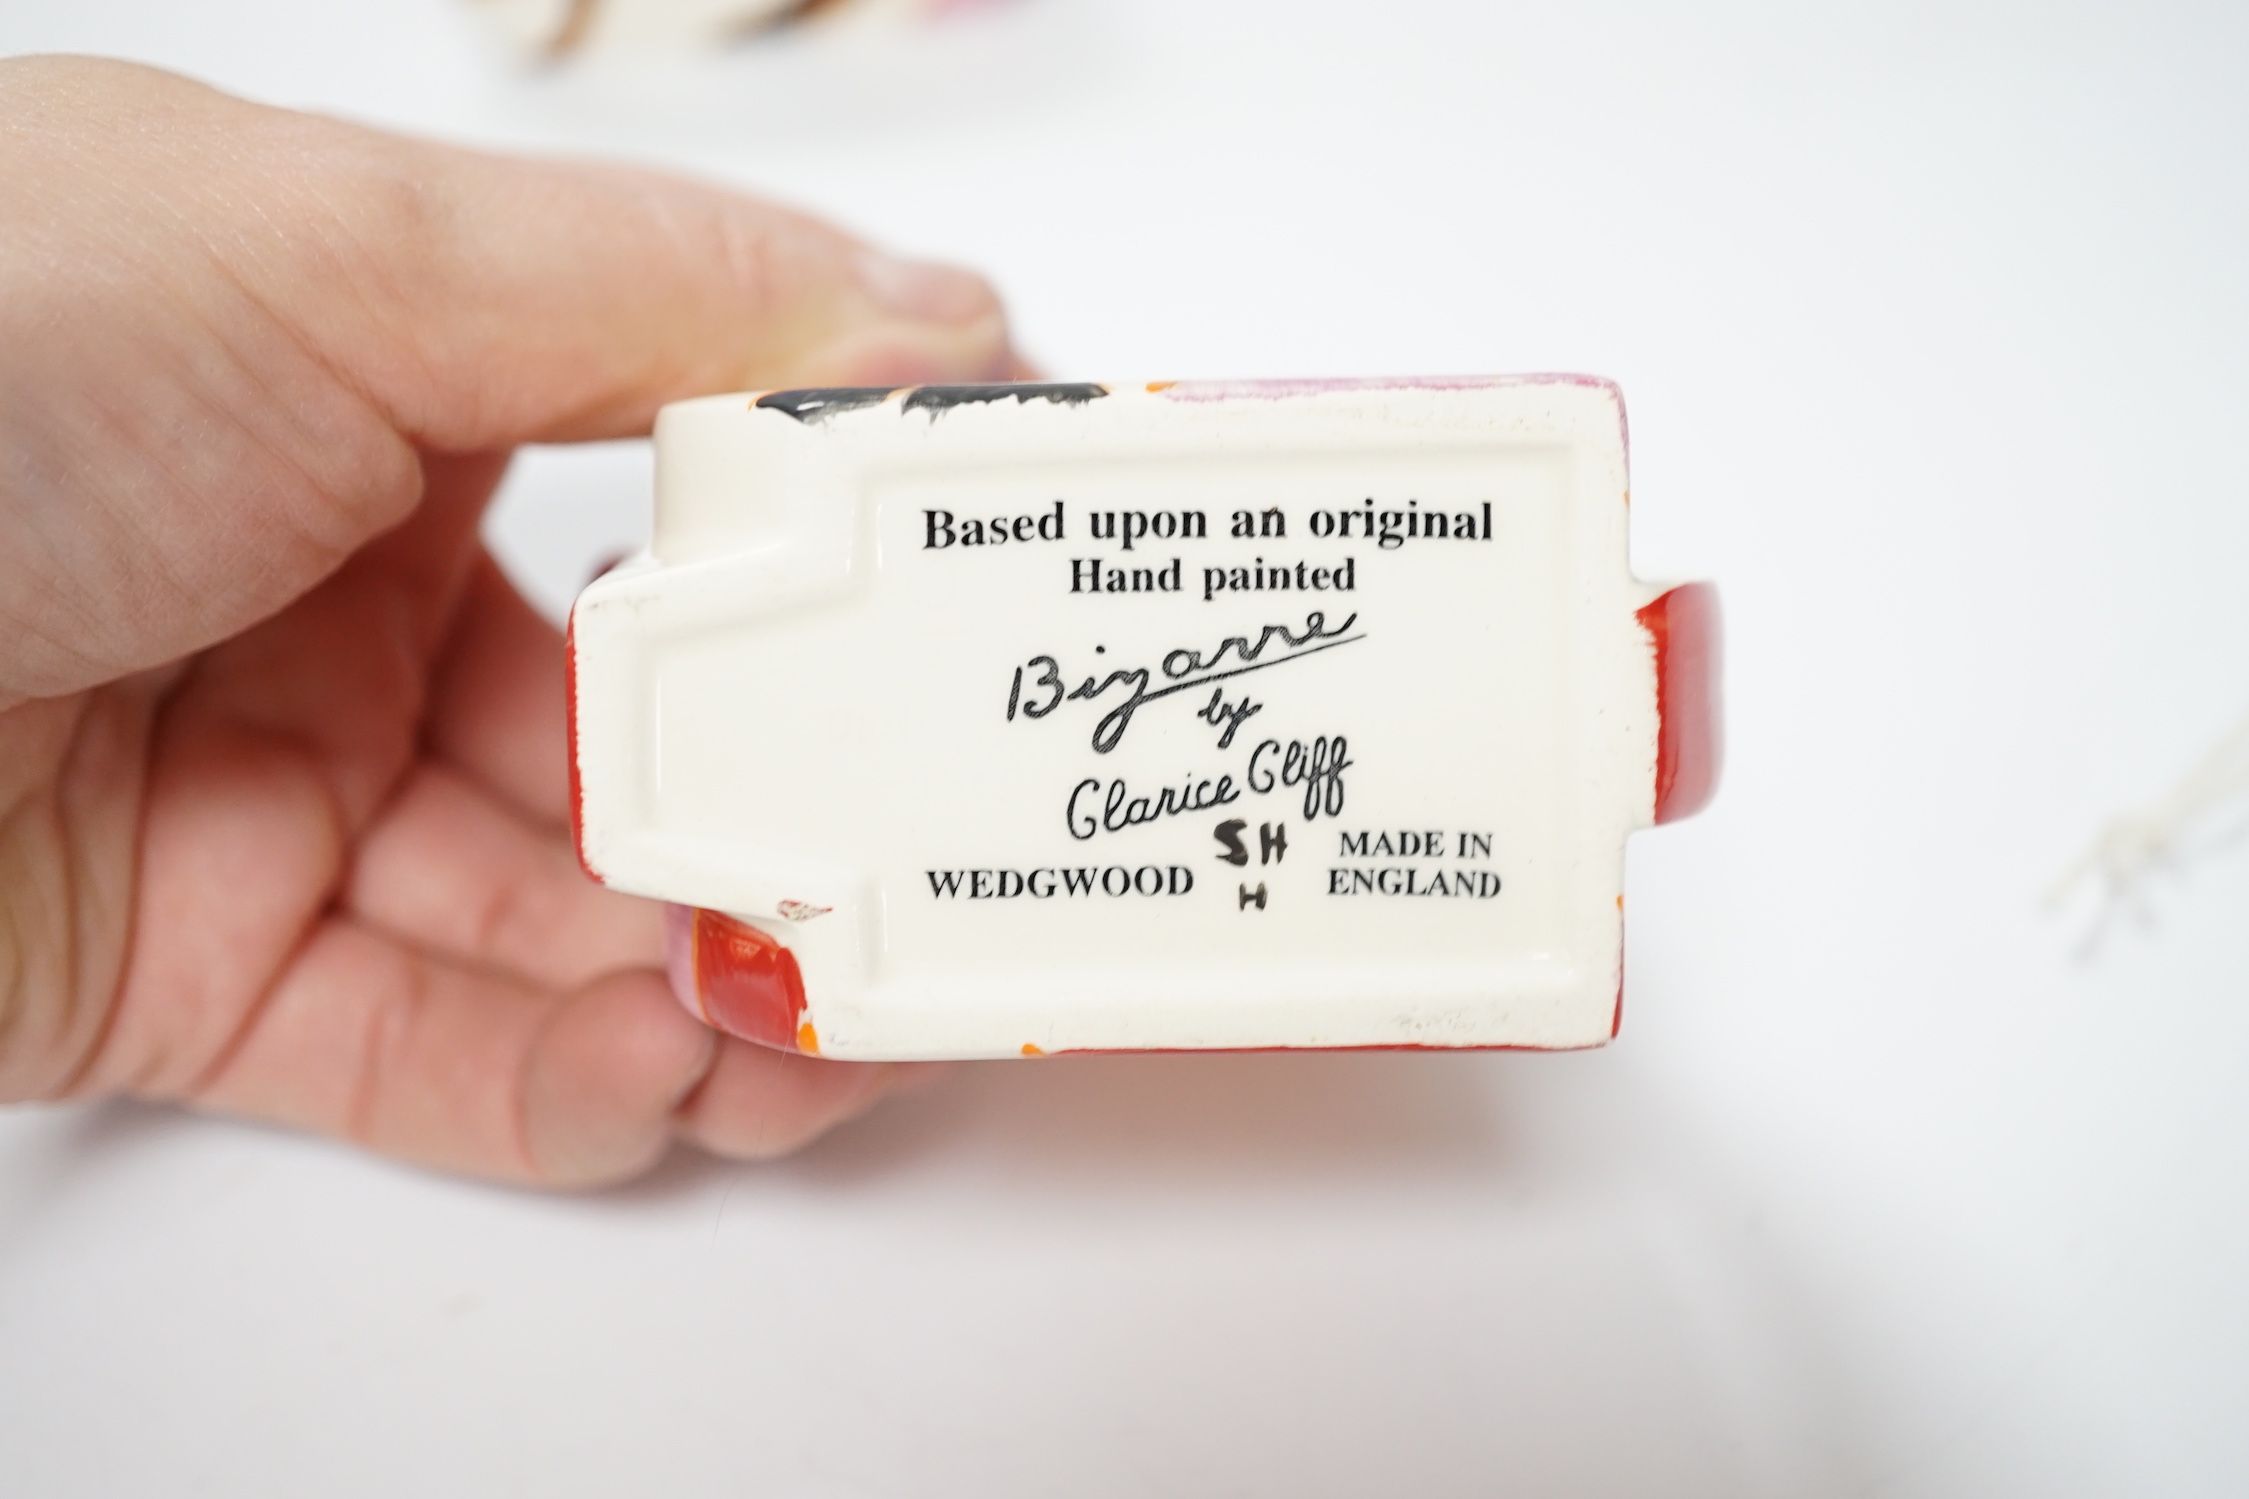 Based upon an original
Hand painted
Bizarre
by
Clarice Cliff
SH
H
WEDGWOOD
MADE IN
ENGLAND